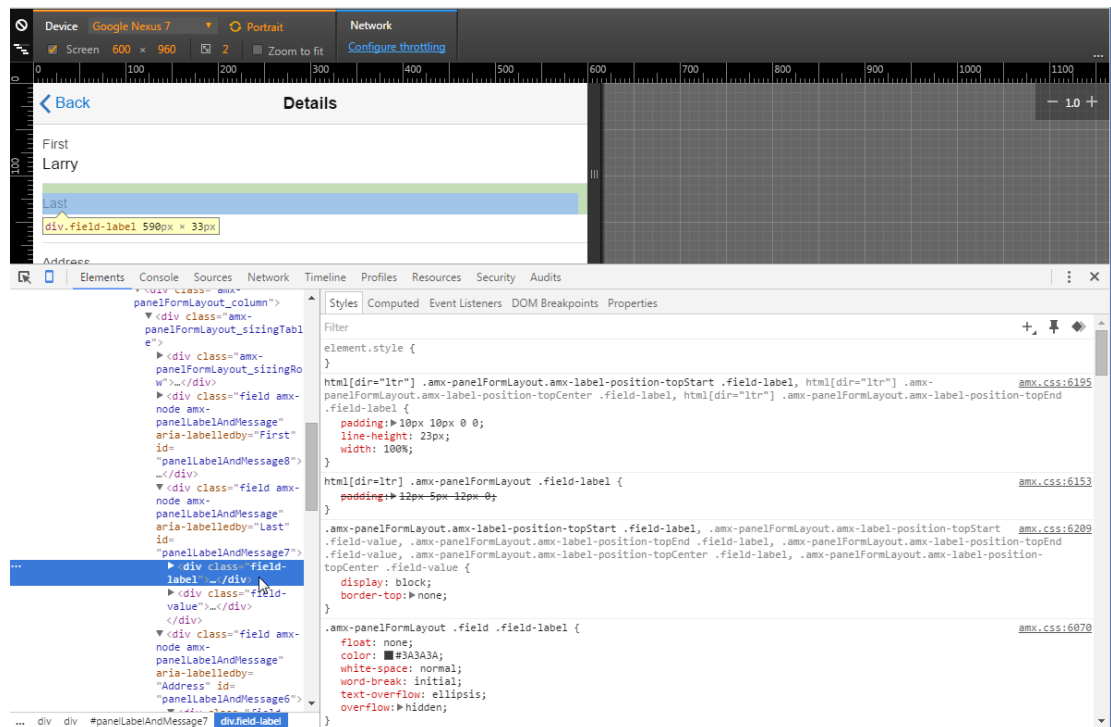 Device Google Nexus 7 ▼ Portrait Network
Screen 600 × 960 2 Zoom to fit Configure throttling
...
0 100 200 300 400 500 600 700 800 900 1000 1100
0
Back Details
− 1.0 +
First
100
Larry
Last
div.field-label 590px × 33px
Address
Elements Console Sources Network Timeline Profiles Resources Security Audits
▼<div class="amx-
panelFormLayout_column">
▼<div class="amx-
panelFormLayout_sizingTabl
e">
▶<div class="amx-
panelFormLayout_sizingRo
w">…</div>
▶<div class="field amx-
node amx-
panelLabelAndMessage"
aria-labelledby="First"
id=
"panelLabelAndMessage8">
…</div>
▼<div class="field amx-
node amx-
panelLabelAndMessage"
aria-labelledby="Last"
id=
"panelLabelAndMessage7">
... ▶<div class="field-
label">…</div>
▶<div class="field-
value">…</div>
</div>
▼<div class="field amx-
node amx-
panelLabelAndMessage"
aria-labelledby=
"Address" id=
"panelLabelAndMessage6">
... div div #panelLabelAndMessage7 div.field-label
Styles Computed Event Listeners DOM Breakpoints Properties
Filter
element.style {
}
html[dir="ltr"] .amx-panelFormLayout.amx-label-position-topStart .field-label, html[dir="ltr"] .amx- amx.css:6195
panelFormLayout.amx-label-position-topCenter .field-label, html[dir="ltr"] .amx-panelFormLayout.amx-label-position-topEnd
.field-label {
padding:▶10px 10px 0 0;
line-height: 23px;
width: 100%;
}
html[dir=ltr] .amx-panelFormLayout .field-label { amx.css:6153
padding:▶12px 5px 12px 0;
}
.amx-panelFormLayout.amx-label-position-topStart .field-label, .amx-panelFormLayout.amx-label-position-topStart amx.css:6209
.field-value, .amx-panelFormLayout.amx-label-position-topEnd .field-label, .amx-panelFormLayout.amx-label-position-topEnd
.field-value, .amx-panelFormLayout.amx-label-position-topCenter .field-label, .amx-panelFormLayout.amx-label-position-
topCenter .field-value {
display: block;
border-top:▶none;
}
.amx-panelFormLayout .field .field-label { amx.css:6070
float: none;
color: #3A3A3A;
white-space: normal;
word-break: initial;
text-overflow: ellipsis;
overflow:▶hidden;
}